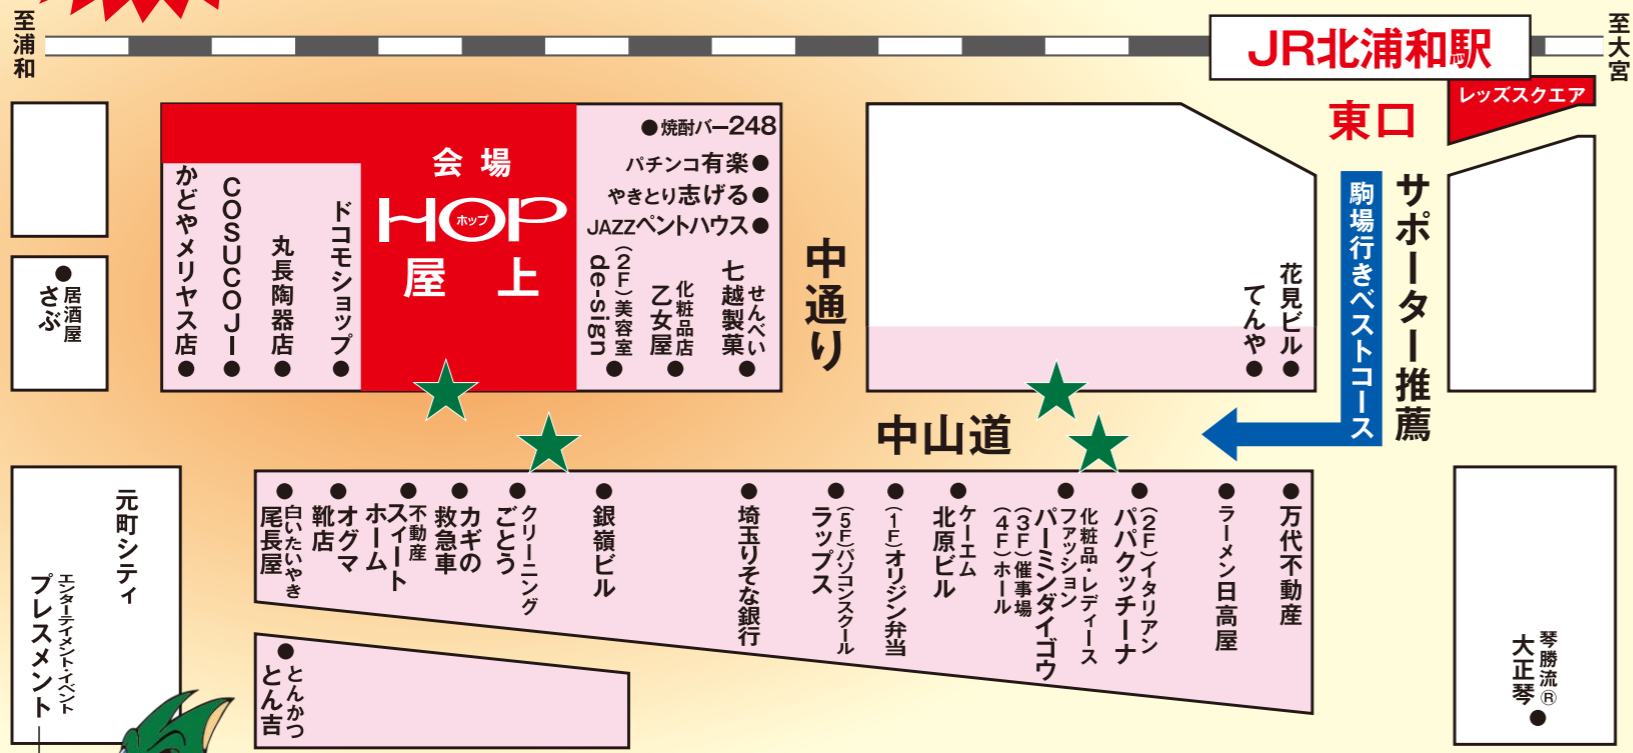 至浦和
JR北浦和駅
至大宮
レッズスクエア
東口
サポーター推薦
駒場行きベストコース
かどやメリヤス店
COSUCOJI
丸長陶器店
ドコモショップ
会場
HOP
ホップ
屋上
焼酎バー248
パチンコ有楽
やきとり志げる
JAZZペントハウス
(2F)美容室
de-sign
化粧品店
乙女屋
せんべい
七越製菓
中通り
てんや
花見ビル
居酒屋
さぶ
中山道
白いたいやき
尾長屋
オグマ
靴店
不動産
スイート
ホーム
カギの
救急車
クリーニング
ごとう
銀嶺ビル
埼玉りそな銀行
(5F)パソコンスクール
ラップス
(1F)オリジン弁当
ケーエム
北原ビル
化粧品・レディース
ファッション
パーミンダイゴウ
(3F)催事場
(4F)ホール
(2F)イタリアン
パパクッチーナ
ラーメン日高屋
万代不動産
元町シティ
エンターテイメント・イベント
プレスメント
とんかつ
とん吉
琴勝流®
大正琴